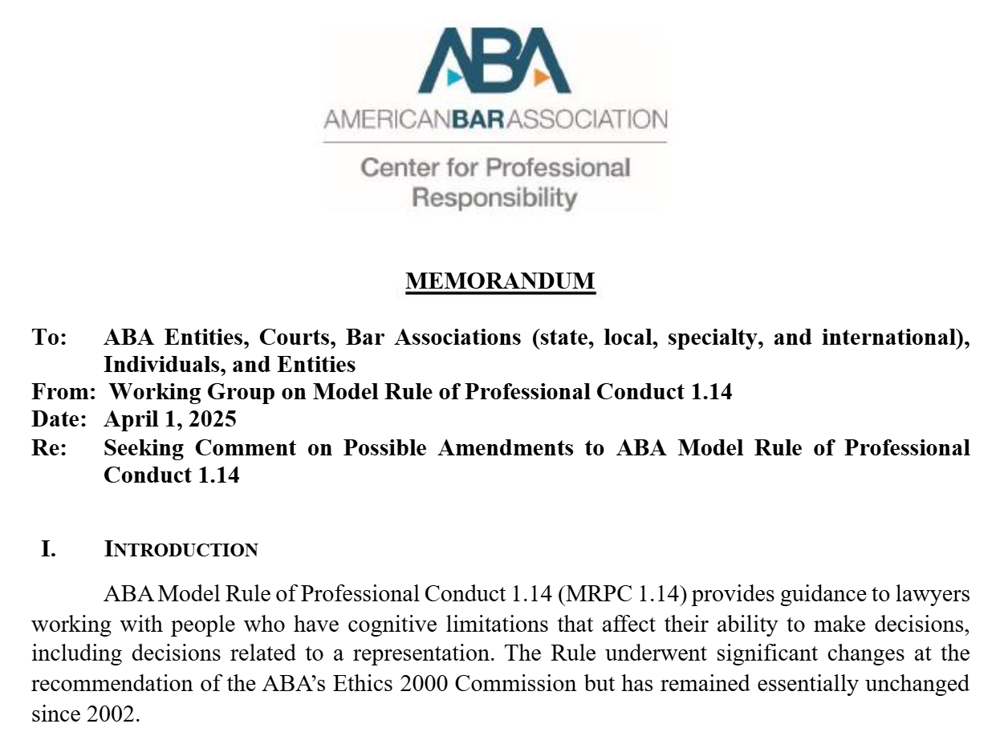 ABA
AMERICANBARASSOCIATION
Center for Professional
Responsibility
MEMORANDUM
To: ABA Entities, Courts, Bar Associations (state, local, specialty, and international),
Individuals, and Entities
From: Working Group on Model Rule of Professional Conduct 1.14
Date: April 1, 2025
Re: Seeking Comment on Possible Amendments to ABA Model Rule of Professional
Conduct 1.14
I. INTRODUCTION
ABA Model Rule of Professional Conduct 1.14 (MRPC 1.14) provides guidance to lawyers
working with people who have cognitive limitations that affect their ability to make decisions,
including decisions related to a representation. The Rule underwent significant changes at the
recommendation of the ABA’s Ethics 2000 Commission but has remained essentially unchanged
since 2002.